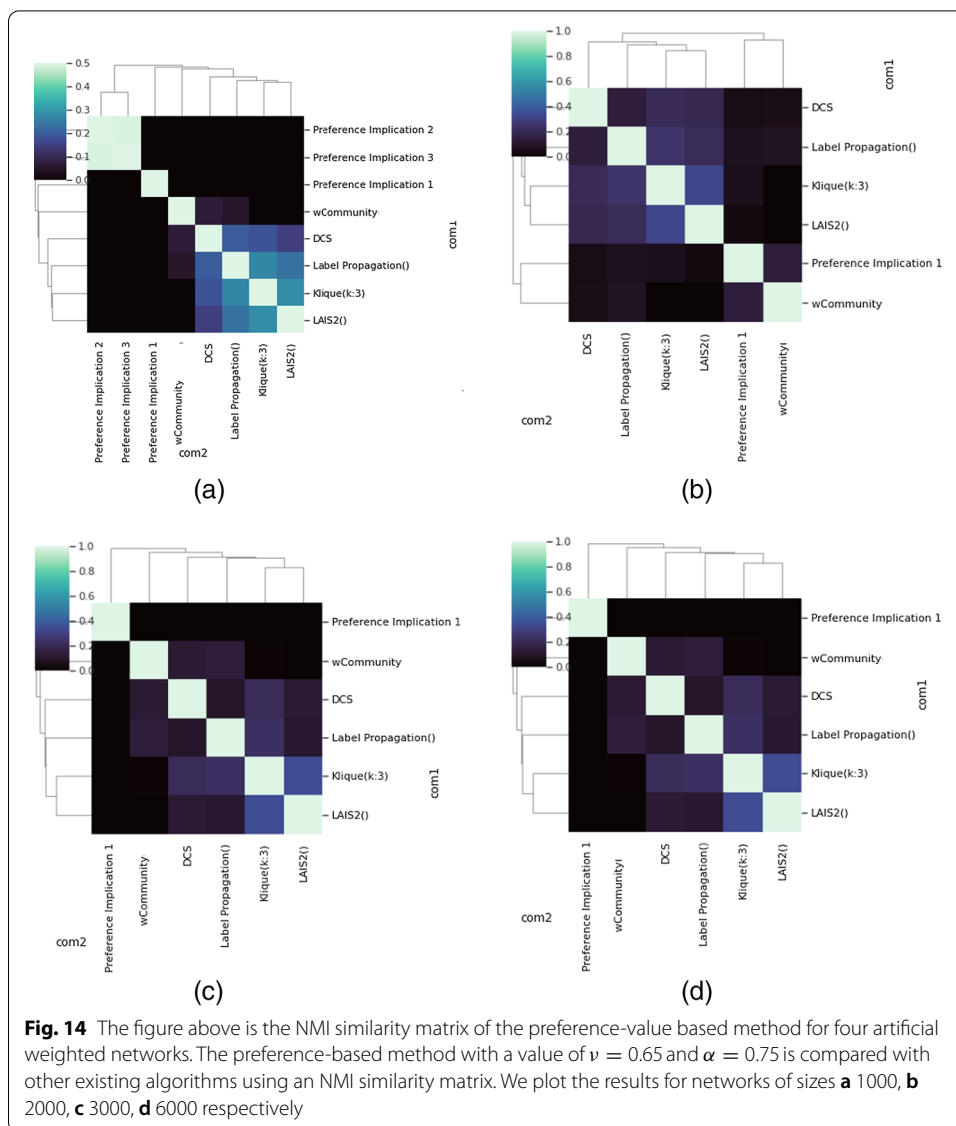 0.5
0.4
0.3
0.2
0.1
0.0
Preference Implication 2
Preference Implication 3
Preference Implication 1
wCommunity
DCS
Label Propagation()
Klique(k:3)
LAIS2()
com1
Preference Implication 2
Preference Implication 3
Preference Implication 1
wCommunity
DCS
Label Propagation()
Klique(k:3)
LAIS2()
com2
(a)
1.0
0.8
0.6
0.4
0.2
0.0
com1
DCS
Label Propagation()
Klique(k:3)
LAIS2()
Preference Implication 1
wCommunity
DCS
Label Propagation()
Klique(k:3)
LAIS2()
Preference Implication 1
wCommunity
com2
(b)
1.0
0.8
0.6
0.4
0.2
0.0
Preference Implication 1
wCommunity
DCS
Label Propagation()
Klique(k:3)
LAIS2()
com1
Preference Implication 1
wCommunity
DCS
Label Propagation()
Klique(k:3)
LAIS2()
com2
(c)
1.0
0.8
0.6
0.4
0.2
0.0
Preference Implication 1
wCommunity
DCS
Label Propagation()
Klique(k:3)
LAIS2()
com1
Preference Implication 1
wCommunity
DCS
Label Propagation()
Klique(k:3)
LAIS2()
com2
(d)
Fig. 14 The figure above is the NMI similarity matrix of the preference-value based method for four artificial
weighted networks. The preference-based method with a value of ν = 0.65 and α = 0.75 is compared with
other existing algorithms using an NMI similarity matrix. We plot the results for networks of sizes a 1000, b
2000, c 3000, d 6000 respectively